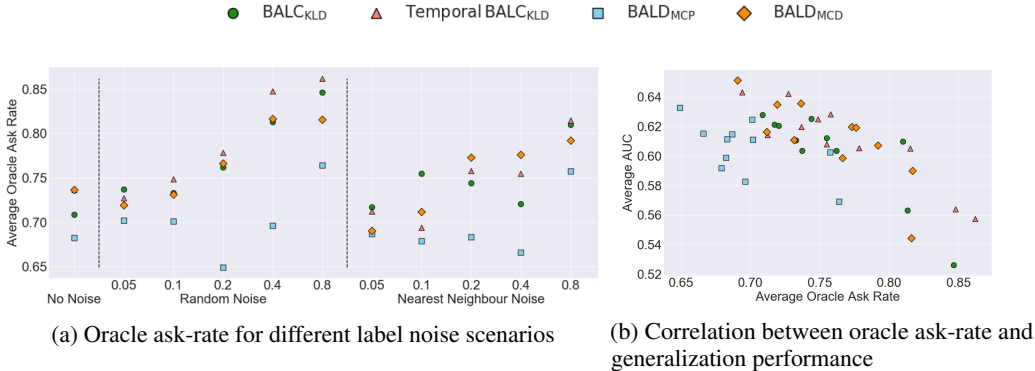 BALC_KLD Temporal BALC_KLD BALD_MCP BALD_MCD
Average Oracle Ask Rate
0.85
0.80
0.75
0.70
0.65
0.05 0.1 0.2 0.4 0.8 0.05 0.1 0.2 0.4 0.8
No Noise Random Noise Nearest Neighbour Noise
(a) Oracle ask-rate for different label noise scenarios
Average AUC
0.64
0.62
0.60
0.58
0.56
0.54
0.52
0.65 0.70 0.75 0.80 0.85
Average Oracle Ask Rate
(b) Correlation between oracle ask-rate and
generalization performance